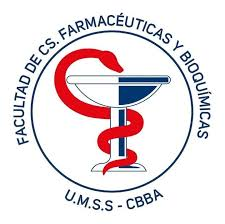 FACULTAD DE CS. FARMACÉUTICAS Y BIOQUÍMICAS
U.M.S.S - CBBA